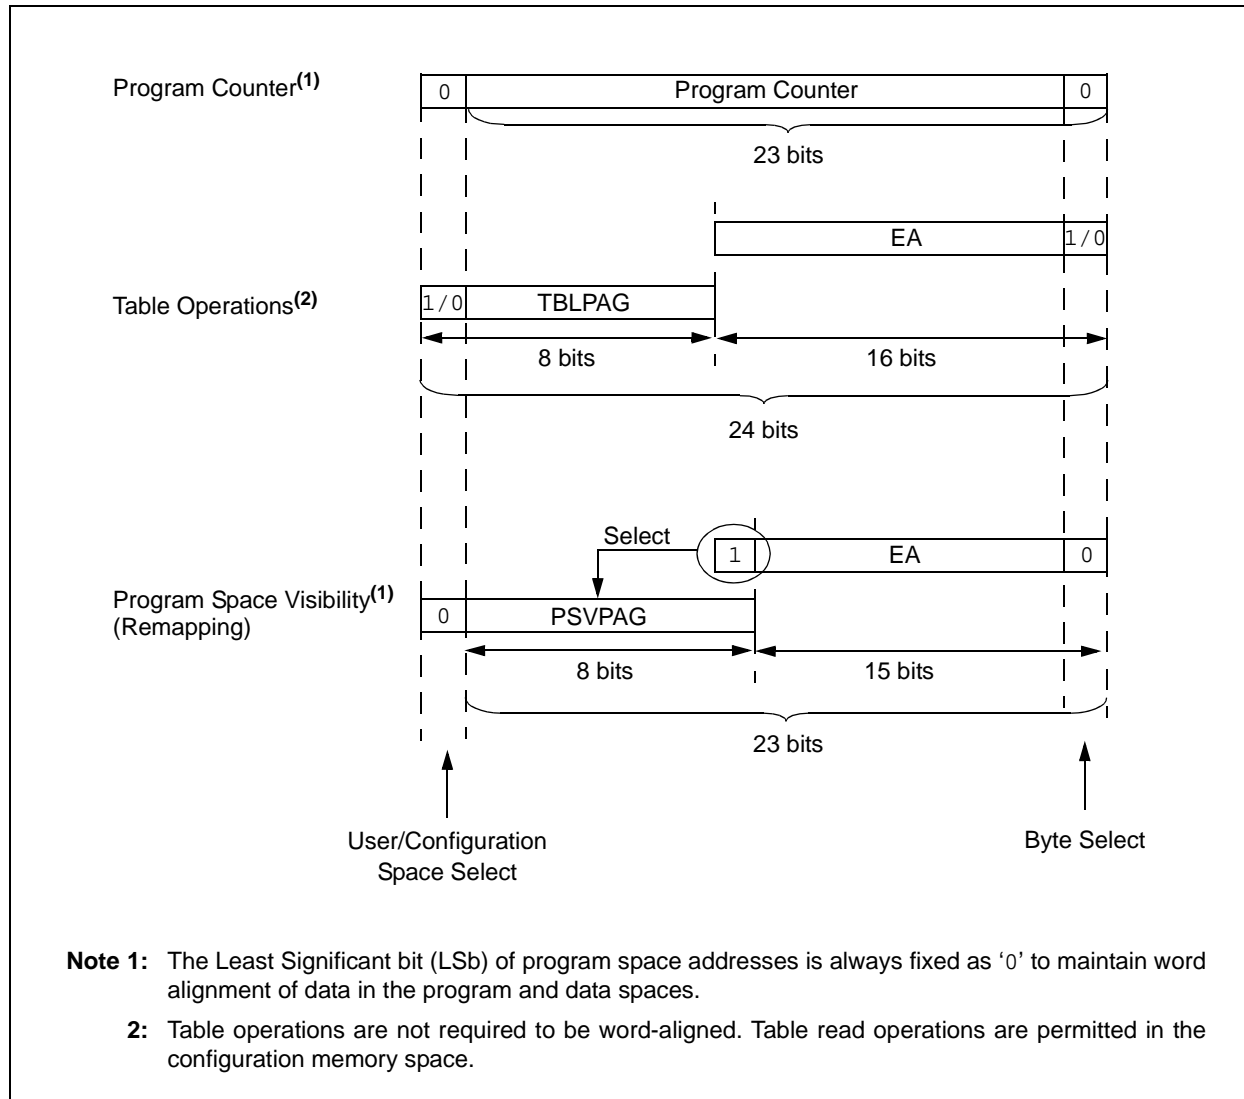 Program Counter(1)
0 Program Counter 0
23 bits
EA 1/0
Table Operations(2)
1/0 TBLPAG
8 bits 16 bits
24 bits
Select
1 EA 0
Program Space Visibility(1)
(Remapping)
0 PSVPAG
8 bits 15 bits
23 bits
User/Configuration
Space Select
Byte Select
Note 1: The Least Significant bit (LSb) of program space addresses is always fixed as ‘0’ to maintain word
alignment of data in the program and data spaces.
2: Table operations are not required to be word-aligned. Table read operations are permitted in the
configuration memory space.